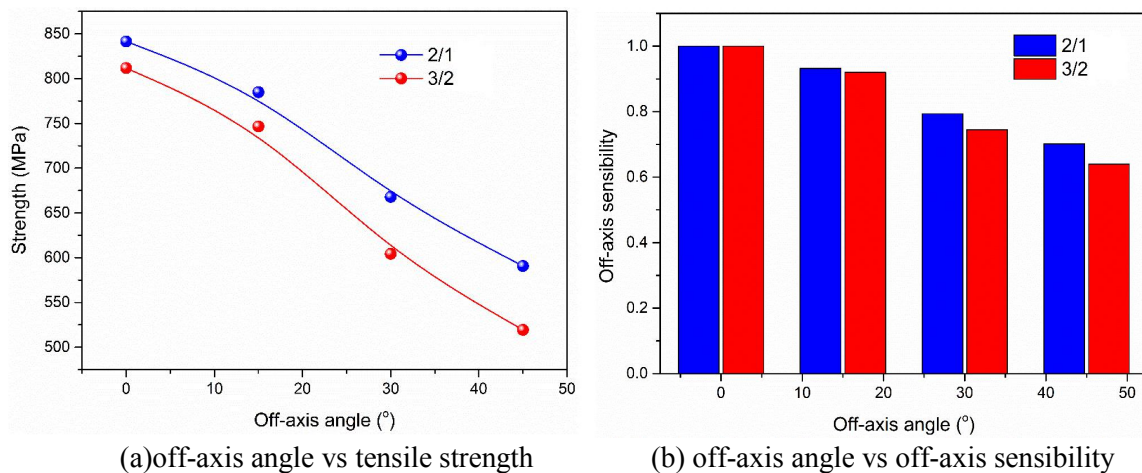 850
800
750
700
650
600
550
500
Strength (MPa)
2/1
3/2
0 10 20 30 40 50
Off-axis angle (°)
(a)off-axis angle vs tensile strength
1.0
0.8
0.6
0.4
0.2
0.0
Off-axis sensibility
2/1
3/2
0 10 20 30 40 50
Off-axis angle (°)
(b) off-axis angle vs off-axis sensibility